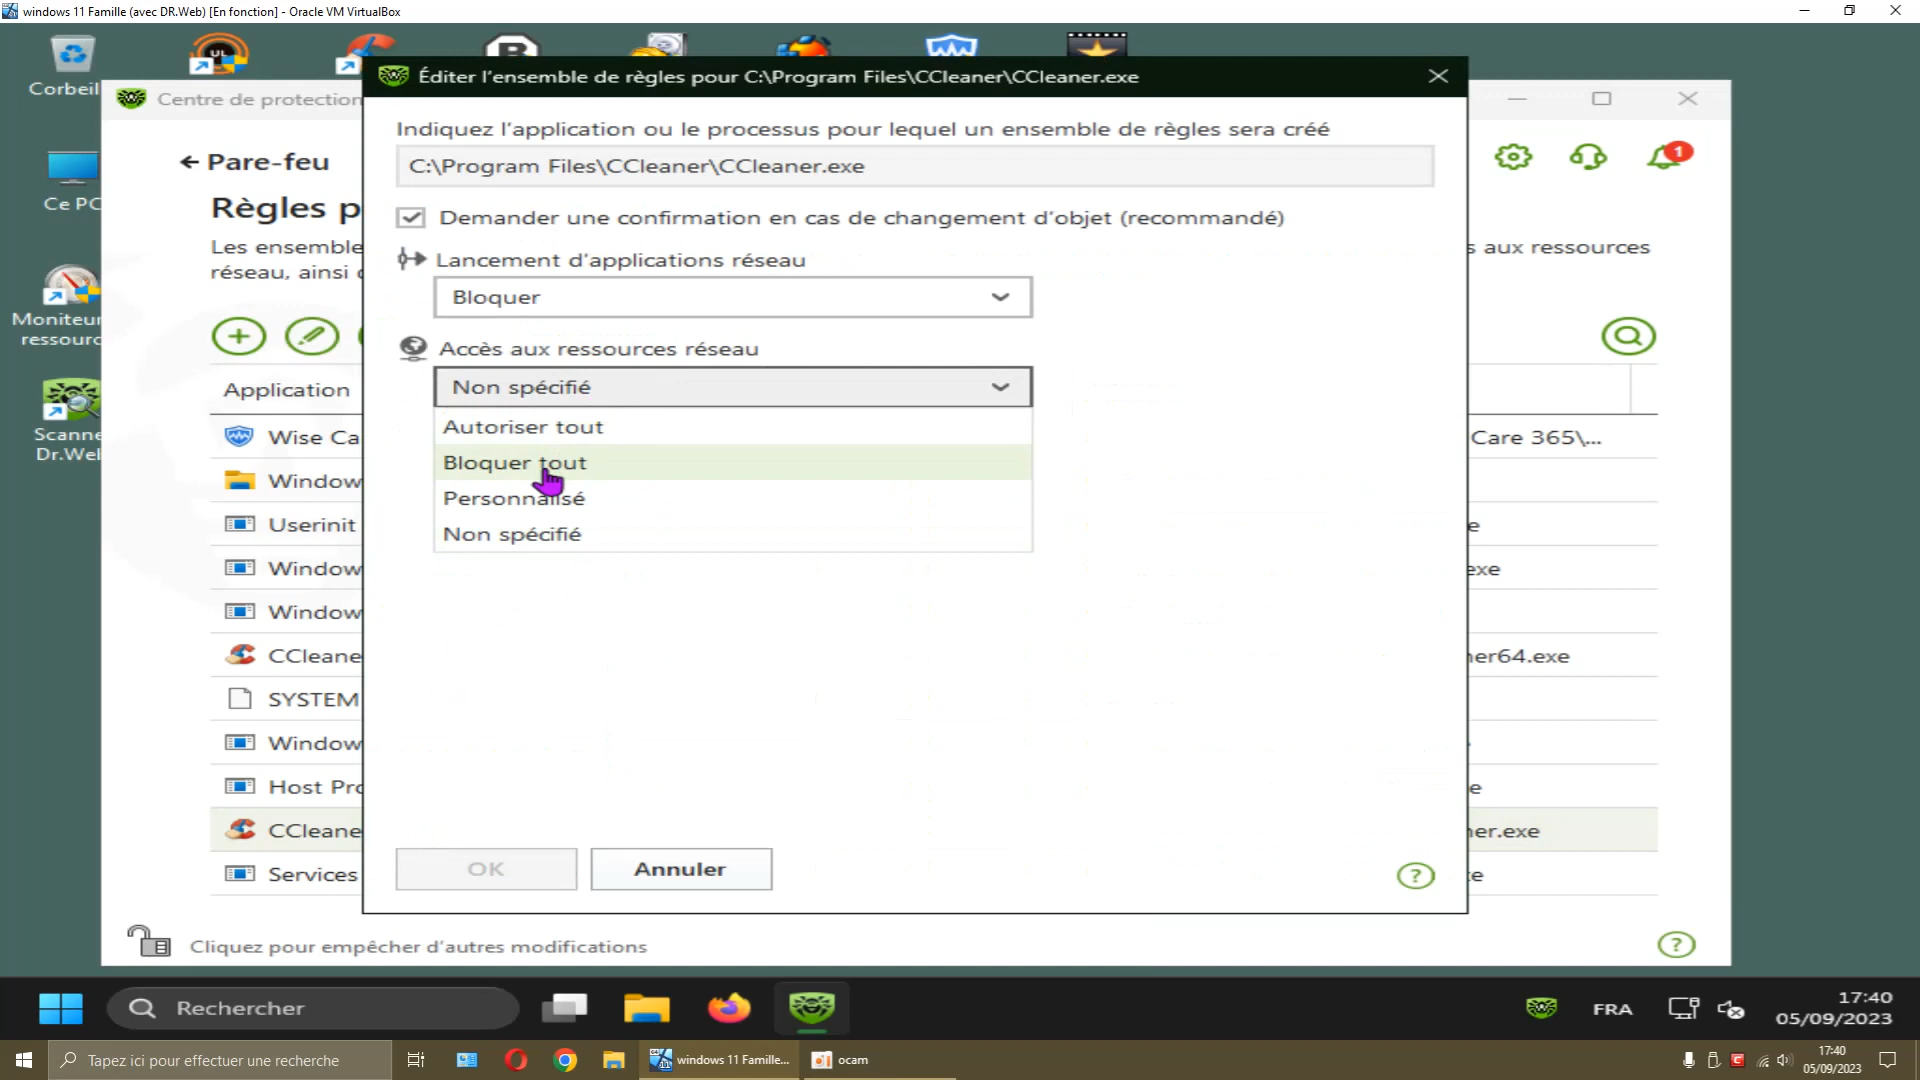 windows 11 Famille (avec DR.Web) [En fonction] - Oracle VM VirtualBox
Corbeil
Ce PC
Moniteur
ressourc
Scanne
Dr.Wel
Centre de protection
Pare-feu
Règles p
Les ensemble
réseau, ainsi
s aux ressources
1
Application
Wise Ca
Care 365\...
Window
Userinit
e
Window
exe
Window
CCleane
ner64.exe
SYSTEM
Window
Host Pro
e
CCleane
ner.exe
Services
te
Cliquez pour empêcher d'autres modifications
?
Éditer l'ensemble de règles pour C:\Program Files\CCleaner\CCleaner.exe
Indiquez l'application ou le processus pour lequel un ensemble de règles sera créé
C:\Program Files\CCleaner\CCleaner.exe
Demander une confirmation en cas de changement d'objet (recommandé)
Lancement d'applications réseau
Bloquer
Accès aux ressources réseau
Non spécifié
Autoriser tout
Bloquer tout
Personnalisé
Non spécifié
OK
Annuler
?
Rechercher
FRA
17:40
05/09/2023
Tapez ici pour effectuer une recherche
windows 11 Famille...
ocam
17:40
05/09/2023